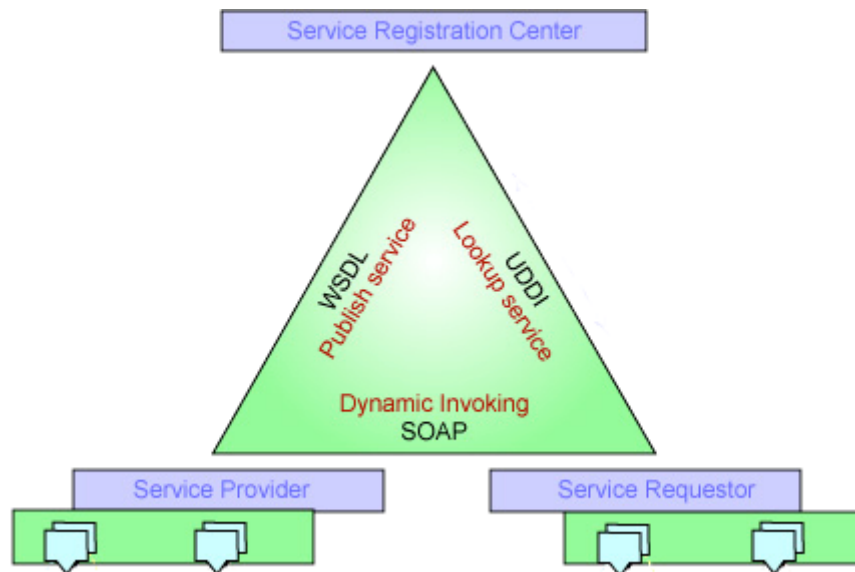 Service Registration Center
WSDL
Publish service
UDDI
Lookup service
Dynamic Invoking
SOAP
Service Provider
Service Requestor